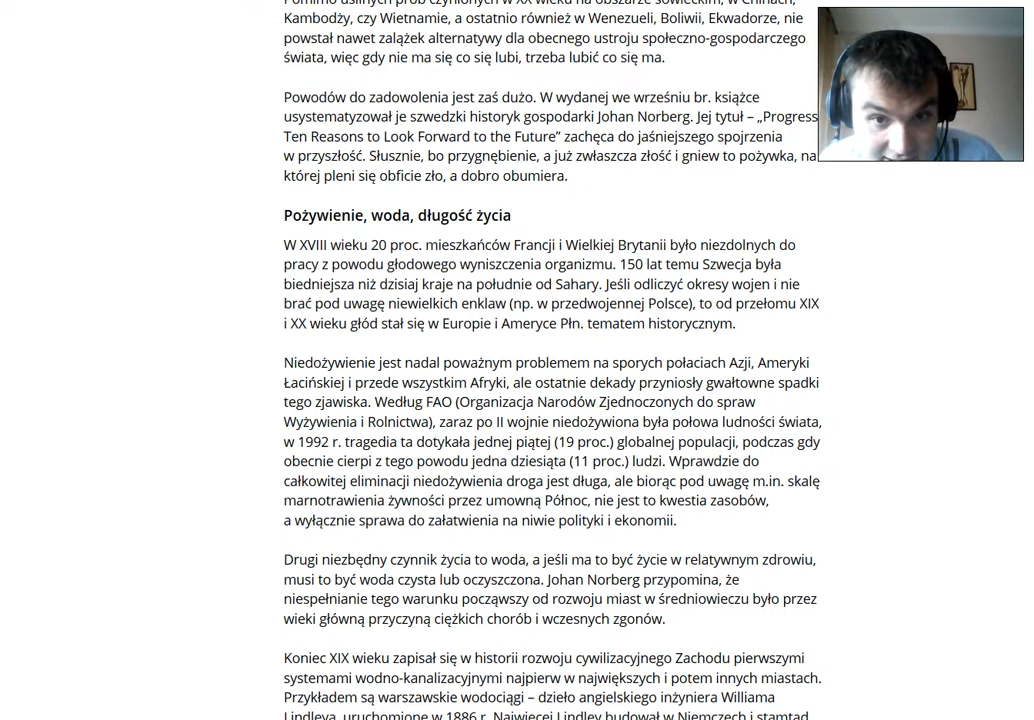 Pomimo usilnych prób czynionych w XX wieku na obszarze sowieckim, w Chinach,
Kambodży, czy Wietnamie, a ostatnio również w Wenezueli, Boliwii, Ekwadorze, nie
powstał nawet zalążek alternatywy dla obecnego ustroju społeczno-gospodarczego
świata, więc gdy nie ma się co się lubi, trzeba lubić co się ma.
Powodów do zadowolenia jest zaś dużo. W wydanej we wrześniu br. książce
usystematyzował je szwedzki historyk gospodarki Johan Norberg. Jej tytuł – „Progress
Ten Reasons to Look Forward to the Future” zachęca do jaśniejszego spojrzenia
w przyszłość. Słusznie, bo przygnębienie, a już zwłaszcza złość i gniew to pożywka, na
której pleni się obficie zło, a dobro obumiera.
Pożywienie, woda, długość życia
W XVIII wieku 20 proc. mieszkańców Francji i Wielkiej Brytanii było niezdolnych do
pracy z powodu głodowego wyniszczenia organizmu. 150 lat temu Szwecja była
biedniejsza niż dzisiaj kraje na południe od Sahary. Jeśli odliczyć okresy wojen i nie
brać pod uwagę niewielkich enklaw (np. w przedwojennej Polsce), to od przełomu XIX
i XX wieku głód stał się w Europie i Ameryce Płn. tematem historycznym.
Niedożywienie jest nadal poważnym problemem na sporych połaciach Azji, Ameryki
Łacińskiej i przede wszystkim Afryki, ale ostatnie dekady przyniosły gwałtowne spadki
tego zjawiska. Według FAO (Organizacja Narodów Zjednoczonych do spraw
Wyżywienia i Rolnictwa), zaraz po II wojnie niedożywiona była połowa ludności świata,
w 1992 r. tragedia ta dotykała jednej piątej (19 proc.) globalnej populacji, podczas gdy
obecnie cierpi z tego powodu jedna dziesiąta (11 proc.) ludzi. Wprawdzie do
całkowitej eliminacji niedożywienia droga jest długa, ale biorąc pod uwagę m.in. skalę
marnotrawienia żywności przez umowną Północ, nie jest to kwestia zasobów,
a wyłącznie sprawa do załatwienia na niwie polityki i ekonomii.
Drugi niezbędny czynnik życia to woda, a jeśli ma to być życie w relatywnym zdrowiu,
musi to być woda czysta lub oczyszczona. Johan Norberg przypomina, że
niespełnianie tego warunku począwszy od rozwoju miast w średniowieczu było przez
wieki główną przyczyną ciężkich chorób i wczesnych zgonów.
Koniec XIX wieku zapisał się w historii rozwoju cywilizacyjnego Zachodu pierwszymi
systemami wodno-kanalizacyjnymi najpierw w największych i potem innych miastach.
Przykładem są warszawskie wodociągi – dzieło angielskiego inżyniera Williama
Lindleya, uruchomione w 1886 r. Najwięcej Lindley budował w Niemczech i stamtąd